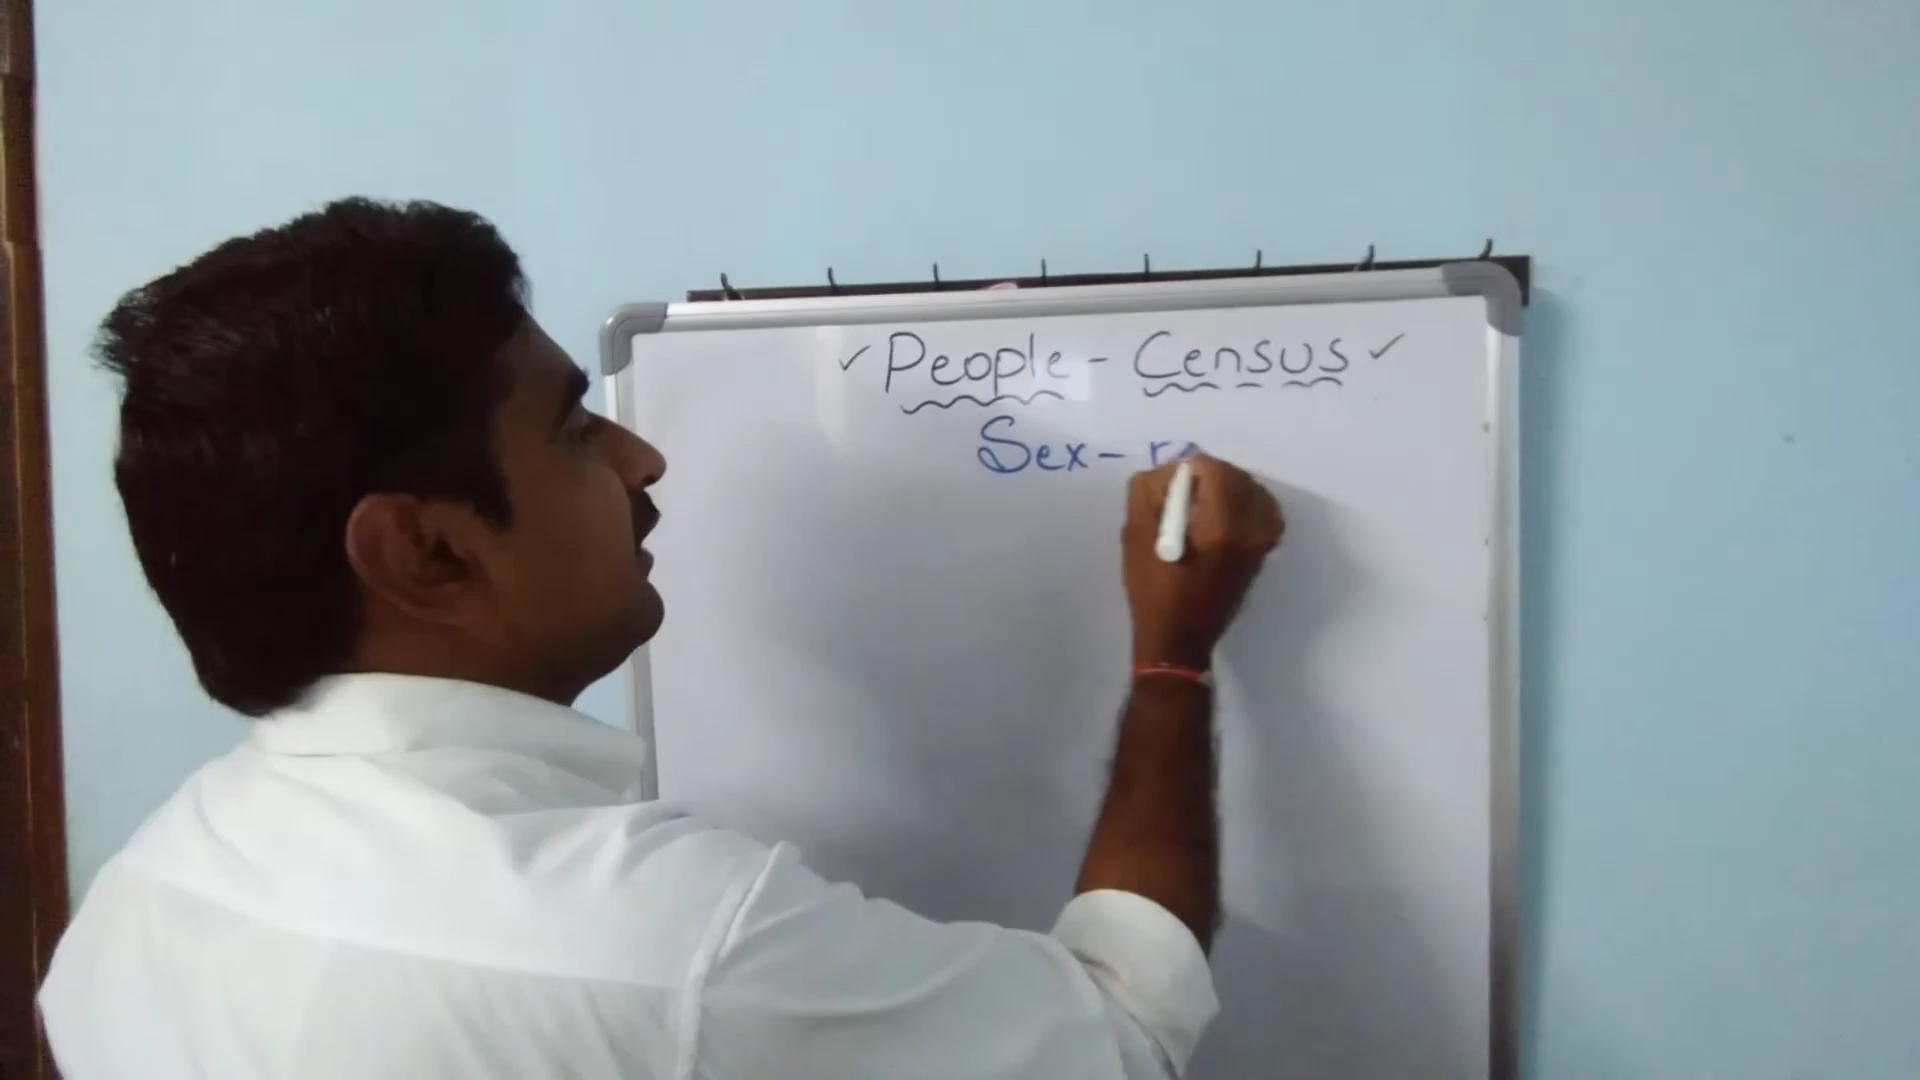 ✓ People - Census ✓
Sex - r